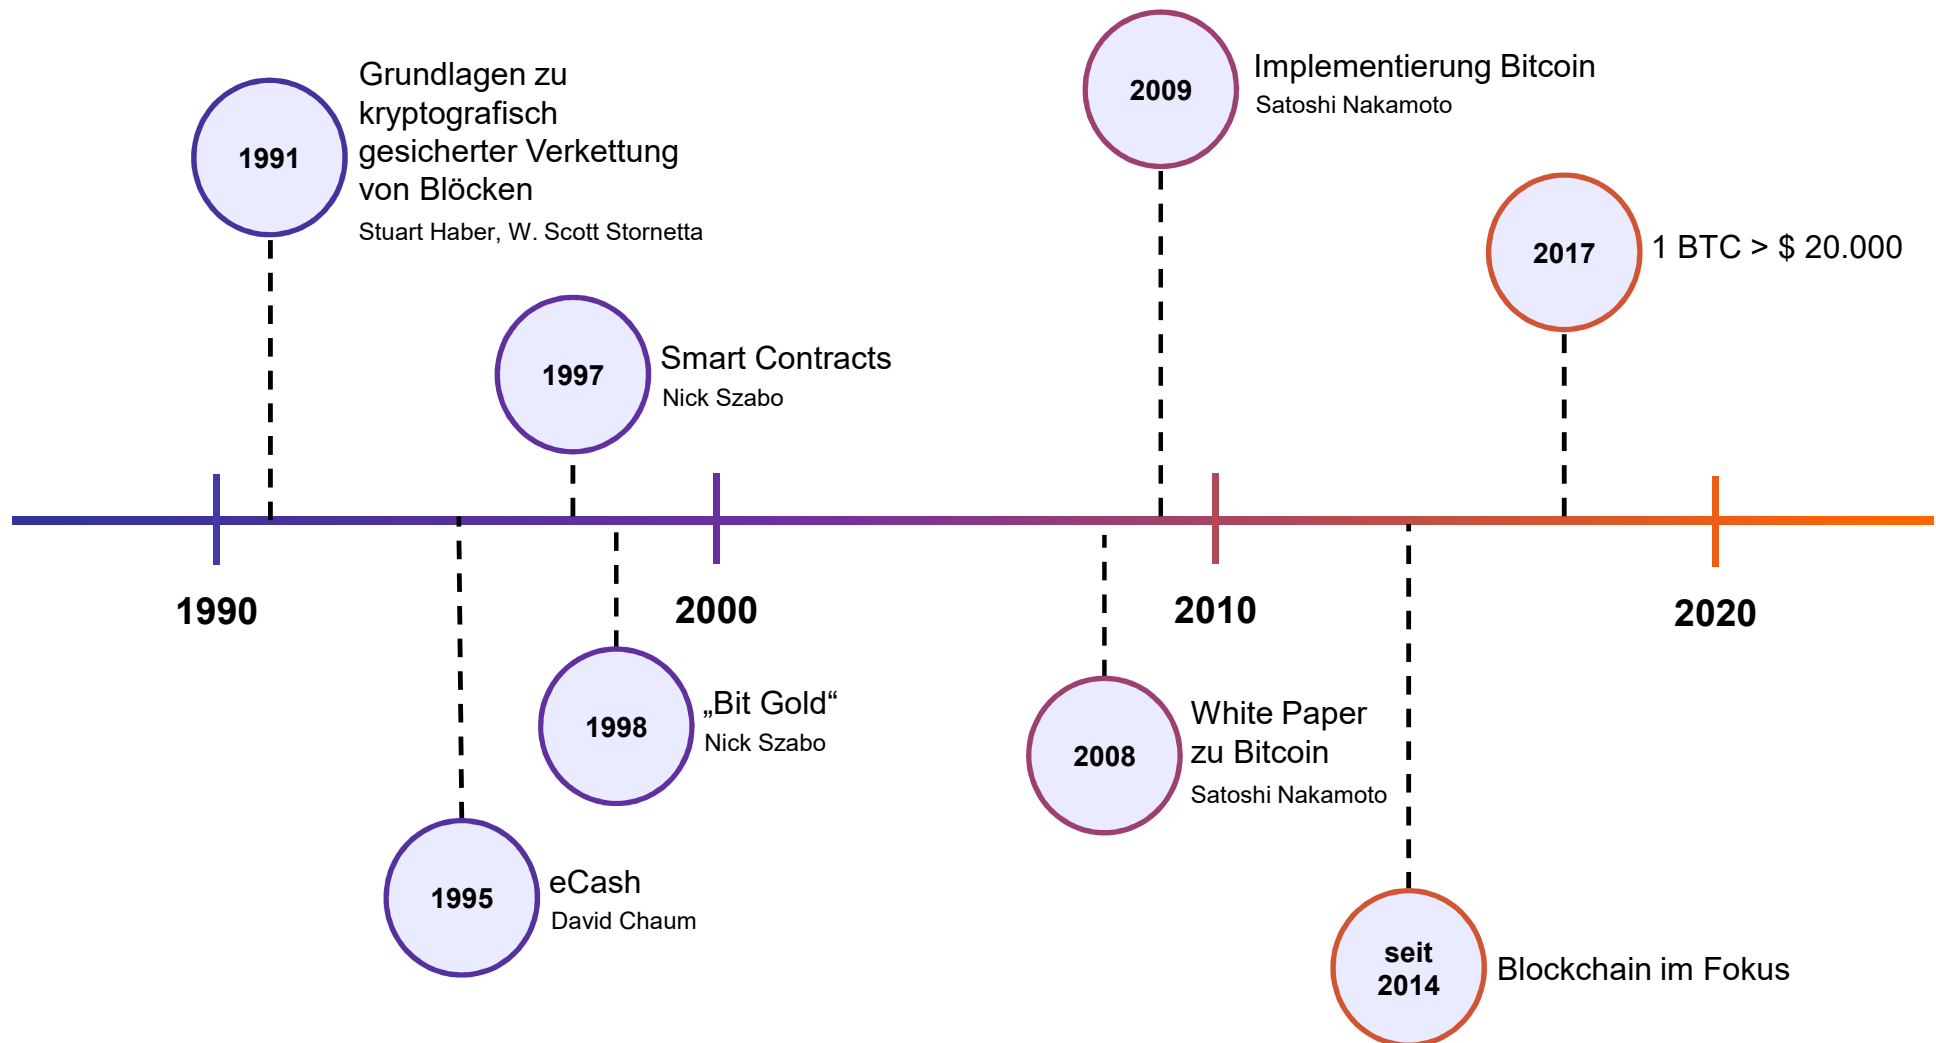 1991
Grundlagen zu
kryptografisch
gesicherter Verkettung
von Blöcken
Stuart Haber, W. Scott Stornetta
2009
Implementierung Bitcoin
Satoshi Nakamoto
2017
1 BTC > $ 20.000
1997
Smart Contracts
Nick Szabo
1990
2000
2010
2020
1998
„Bit Gold“
Nick Szabo
2008
White Paper
zu Bitcoin
Satoshi Nakamoto
1995
eCash
David Chaum
seit
2014
Blockchain im Fokus